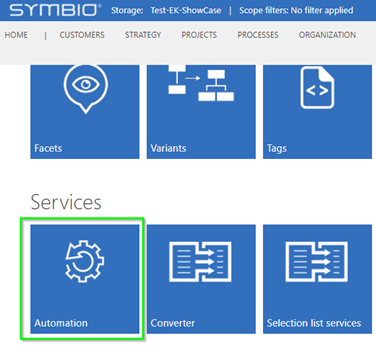 SYMBIO® Storage: Test-EK-ShowCase | Scope filters: No filter applied
HOME | CUSTOMERS STRATEGY PROJECTS PROCESSES ORGANIZATION
Facets Variants Tags
Services
Automation Converter Selection list services